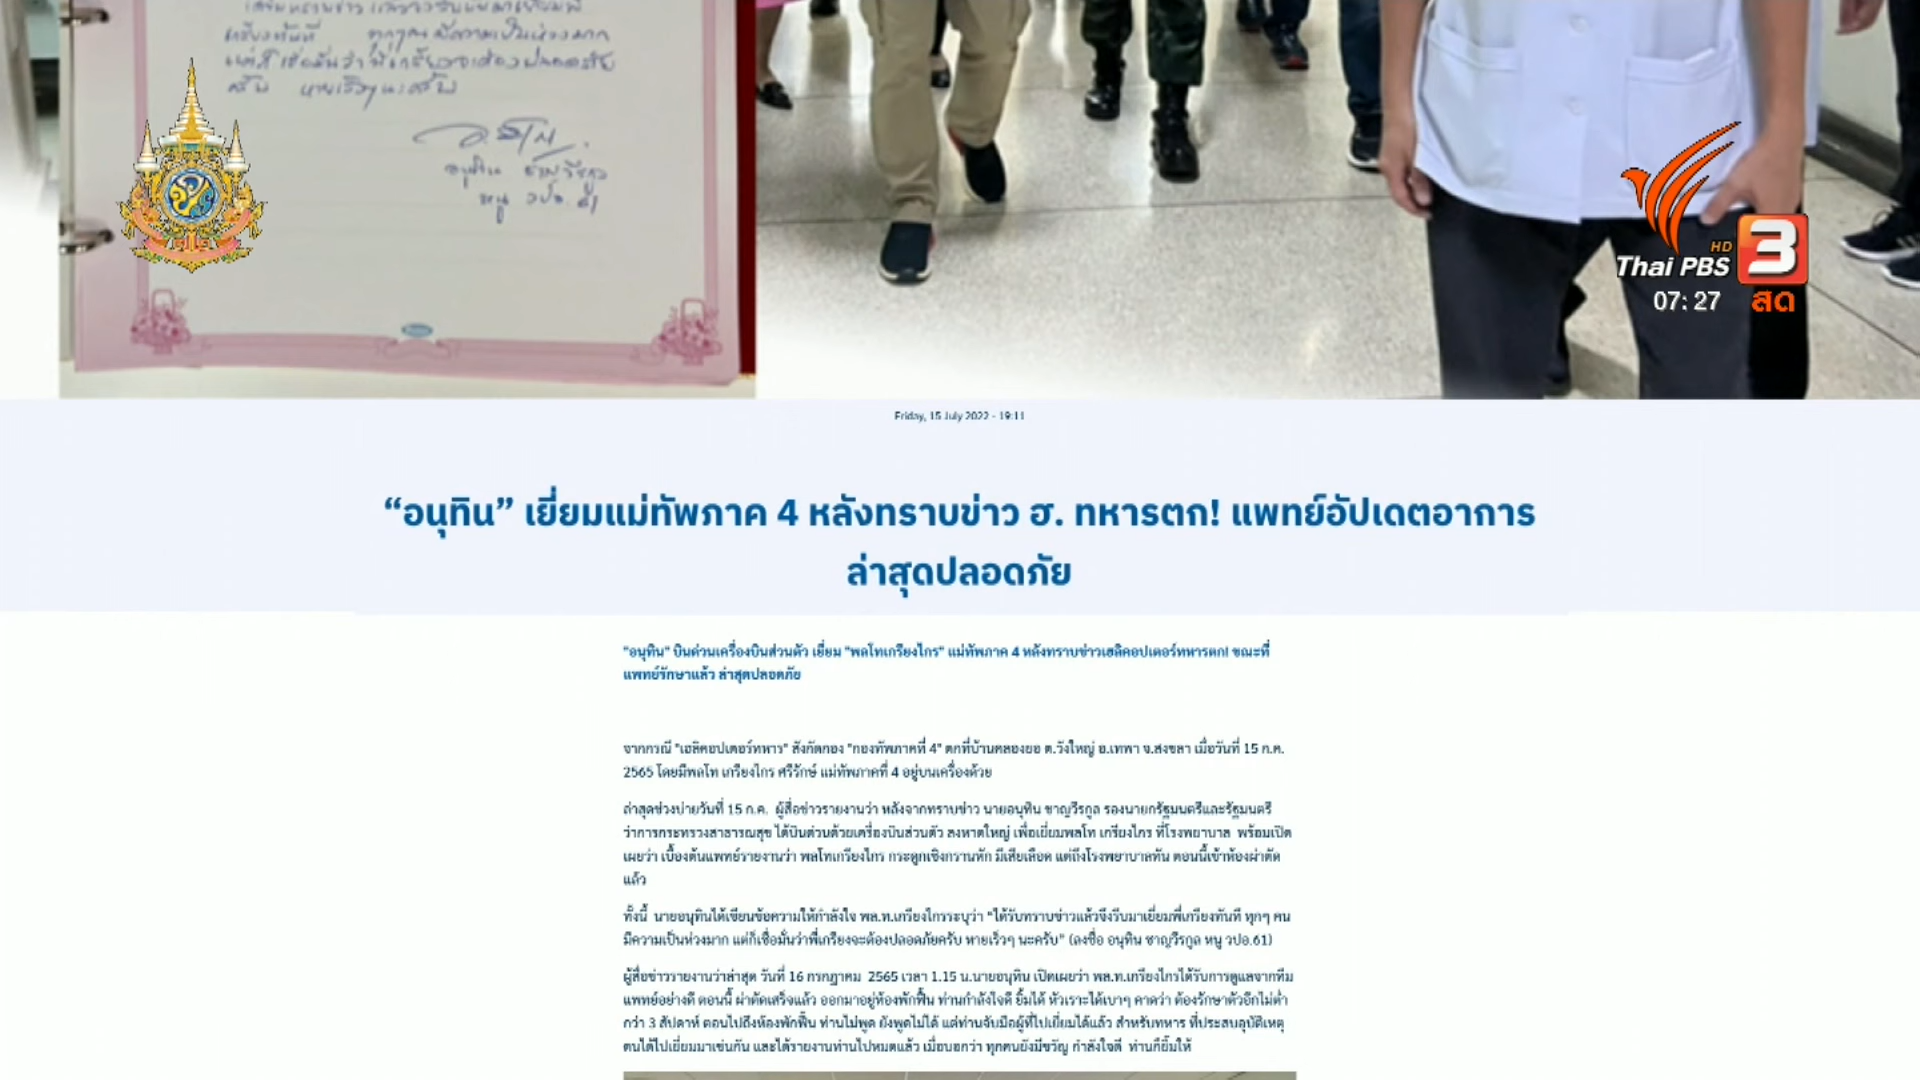 ครับ หายเร็วๆ นะครับ
อนุทิน ชาญวีรกูล
หนู วปอ. 61
HD
Thai PBS 3
07:27 สด
Friday, 15 July 2022 - 19:11
“อนุทิน” เยี่ยมแม่ทัพภาค 4 หลังทราบข่าว ฮ. ทหารตก! แพทย์อัปเดตอาการ
ล่าสุดปลอดภัย
"อนุทิน" บินด่วนเครื่องบินส่วนตัว เยี่ยม "พลโทเกรียงไกร" แม่ทัพภาค 4 หลังทราบข่าวเฮลิคอปเตอร์ทหารตก! ขณะที่
แพทย์รักษาแล้ว ล่าสุดปลอดภัย
จากกรณี "เฮลิคอปเตอร์ทหาร" สังกัดกอง "กองทัพภาคที่ 4" ตกที่บ้านคลองยอ ต.วังใหญ่ อ.เทพา จ.สงขลา เมื่อวันที่ 15 ก.ค.
2565 โดยมีพลโท เกรียงไกร ศรีรักษ์ แม่ทัพภาคที่ 4 อยู่บนเครื่องด้วย
ล่าสุดช่วงบ่ายวันที่ 15 ก.ค. ผู้สื่อข่าวรายงานว่า หลังจากทราบข่าว นายอนุทิน ชาญวีรกูล รองนายกรัฐมนตรีและรัฐมนตรี
ว่าการกระทรวงสาธารณสุข ได้บินด่วนด้วยเครื่องบินส่วนตัว ลงหาดใหญ่ เพื่อเยี่ยมพลโท เกรียงไกร ที่โรงพยาบาล พร้อมเปิด
เผยว่า เบื้องต้นแพทย์รายงานว่า พลโทเกรียงไกร กระดูกเชิงกรานหัก มีเสียเลือด แต่ถึงโรงพยาบาลทัน ตอนนี้เข้าห้องผ่าตัด
แล้ว
ทั้งนี้ นายอนุทินได้เขียนข้อความให้กำลังใจ พล.ท.เกรียงไกรระบุว่า "ได้รับทราบข่าวแล้วจึงรีบมาเยี่ยมพี่เกรียงทันที ทุกๆ คน
มีความเป็นห่วงมาก แต่ก็เชื่อมั่นว่าพี่เกรียงจะต้องปลอดภัยครับ หายเร็วๆ นะครับ" (ลงชื่อ อนุทิน ชาญวีรกูล หนู วปอ.61)
ผู้สื่อข่าวรายงานว่าล่าสุด วันที่ 16 กรกฎาคม 2565 เวลา 1.15 น.นายอนุทิน เปิดเผยว่า พล.ท.เกรียงไกรได้รับการดูแลจากทีม
แพทย์อย่างดี ตอนนี้ ผ่าตัดเสร็จแล้ว ออกมาอยู่ห้องพักฟื้น ท่านกำลังใจดี ยิ้มได้ หัวเราะได้เบาๆ คาดว่า ต้องรักษาตัวอีกไม่ต่ำ
กว่า 3 สัปดาห์ ตอนไปถึงห้องพักฟื้น ท่านไม่พูด ยังพูดไม่ได้ แต่ท่านจับมือผู้ที่ไปเยี่ยมได้แล้ว สำหรับทหาร ที่ประสบอุบัติเหตุ
ตนได้ไปเยี่ยมมาเช่นกัน และได้รายงานท่านไปหมดแล้ว เมื่อบอกว่า ทุกคนยังมีขวัญ กำลังใจดี ท่านก็ยิ้มให้